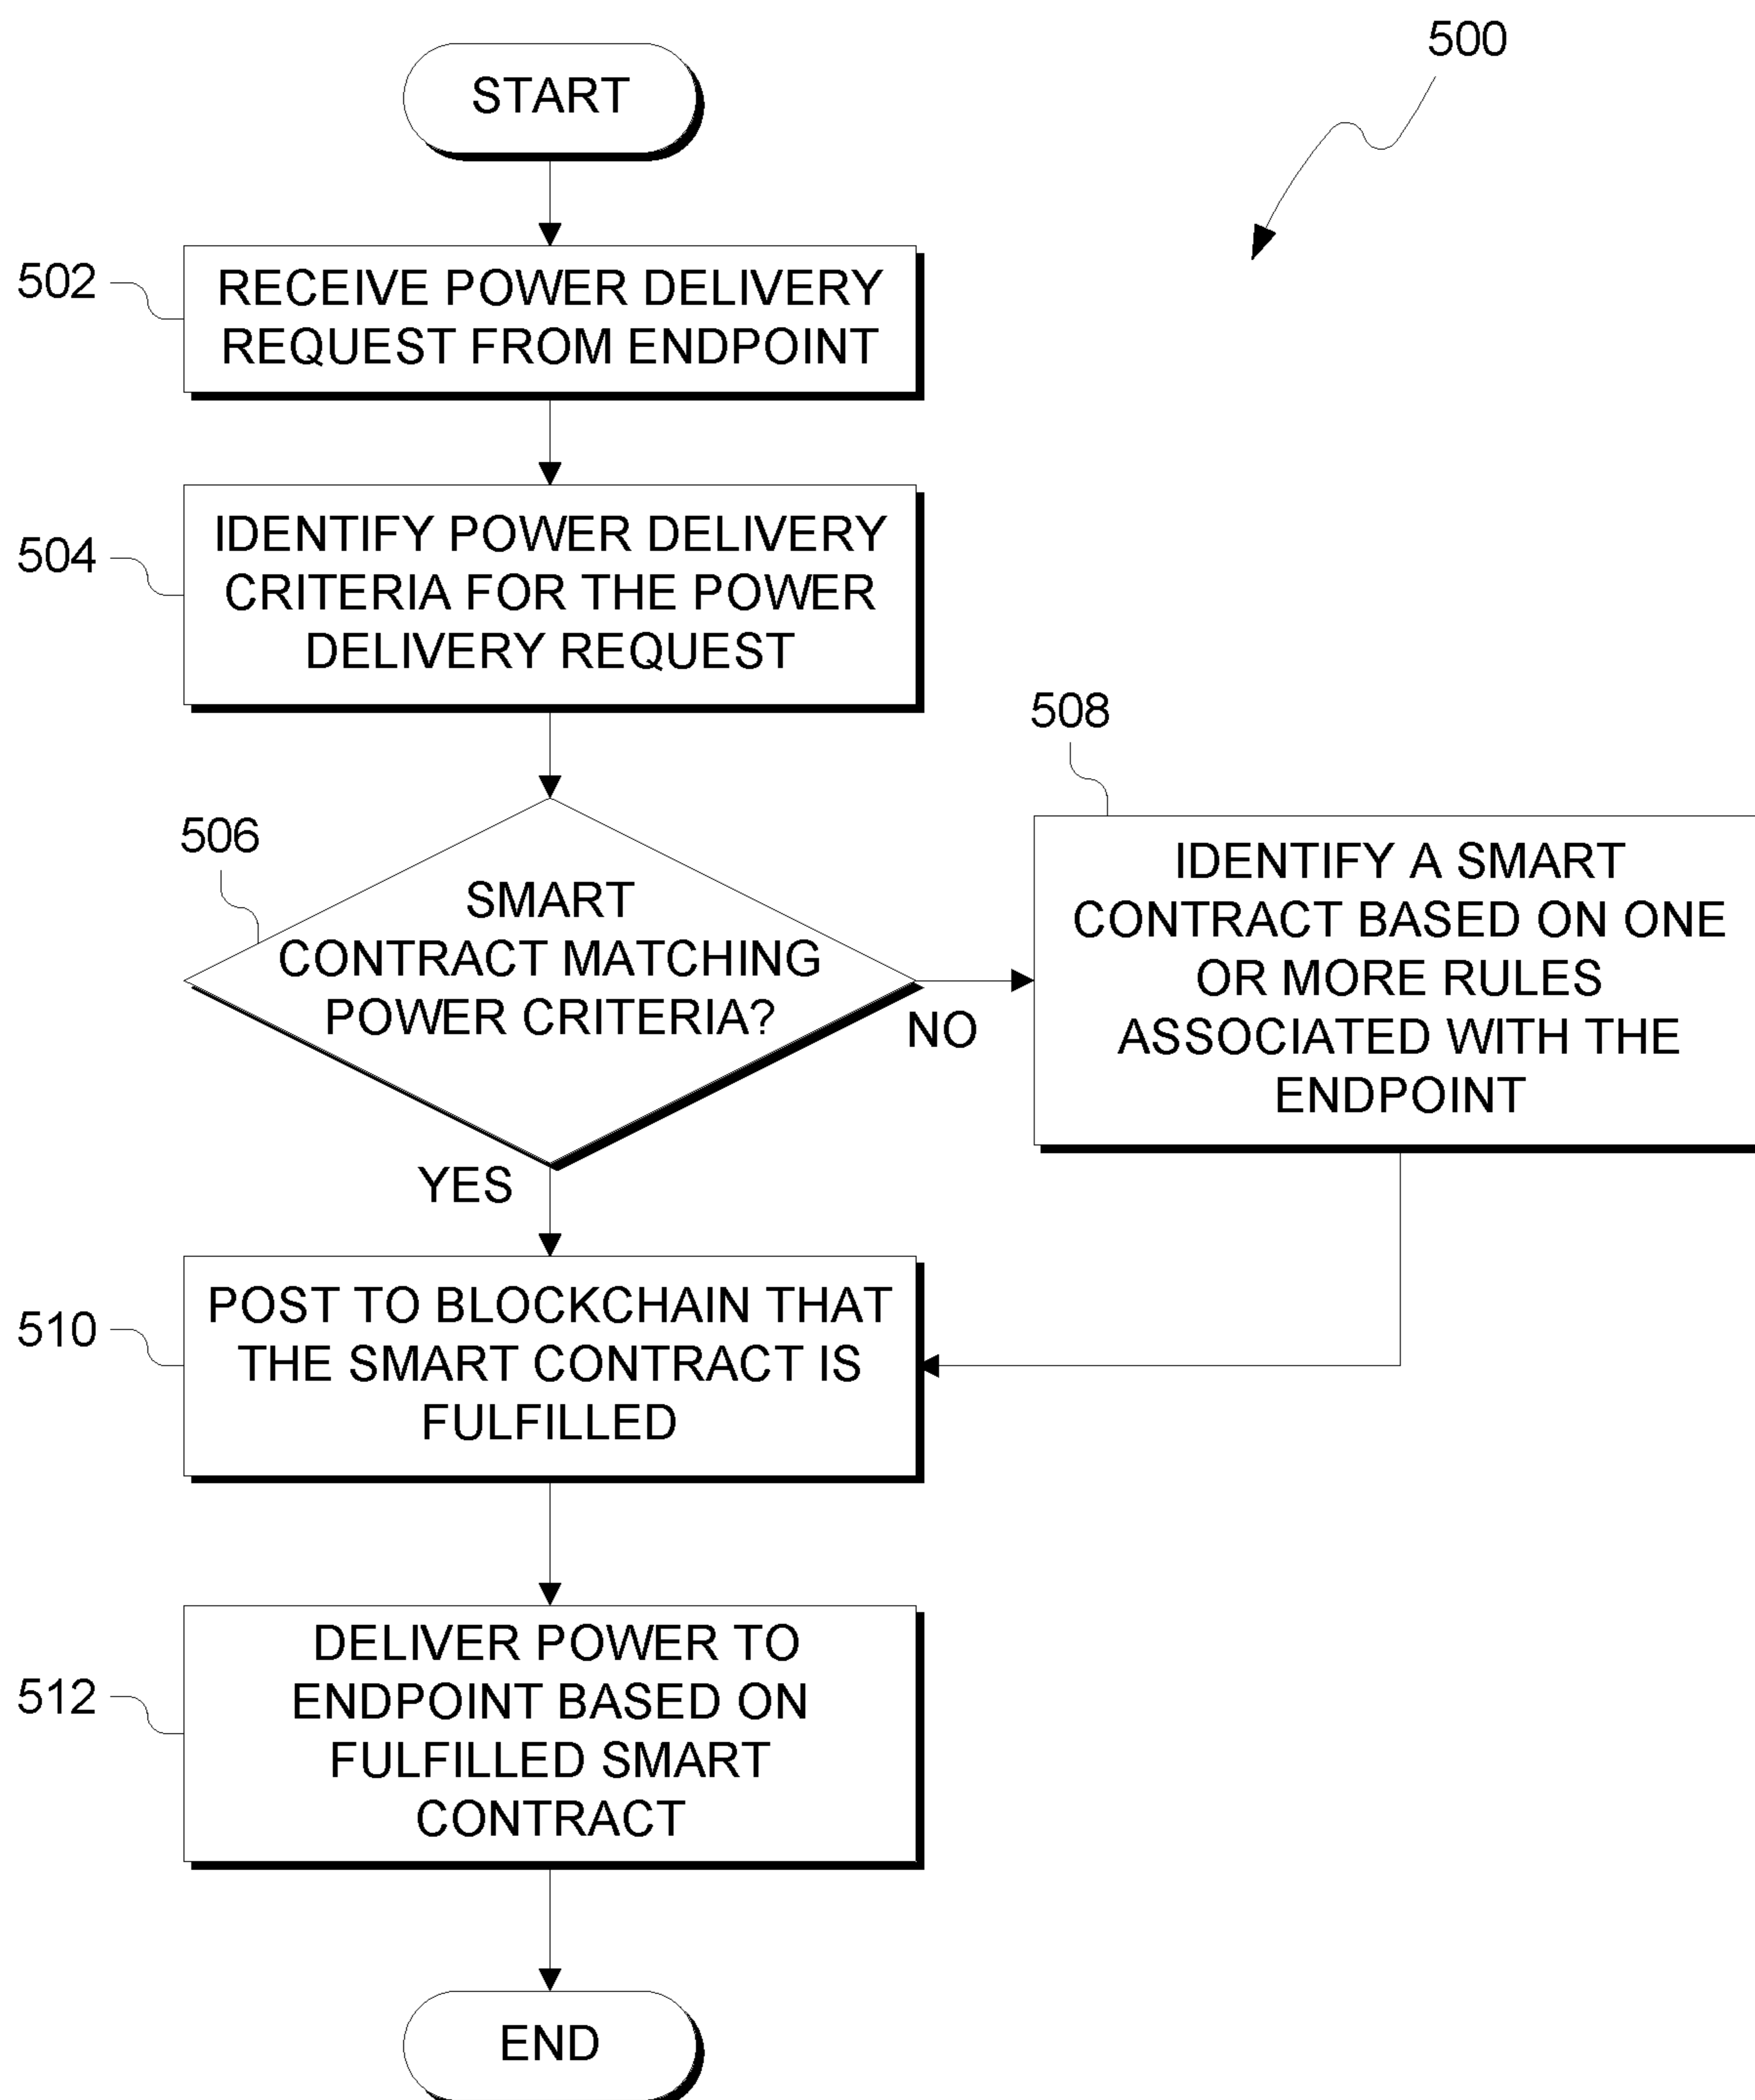 500
START
502
RECEIVE POWER DELIVERY
REQUEST FROM ENDPOINT
504
IDENTIFY POWER DELIVERY
CRITERIA FOR THE POWER
DELIVERY REQUEST
506
SMART
CONTRACT MATCHING
POWER CRITERIA?
NO
YES
508
IDENTIFY A SMART
CONTRACT BASED ON ONE
OR MORE RULES
ASSOCIATED WITH THE
ENDPOINT
510
POST TO BLOCKCHAIN THAT
THE SMART CONTRACT IS
FULFILLED
512
DELIVER POWER TO
ENDPOINT BASED ON
FULFILLED SMART
CONTRACT
END